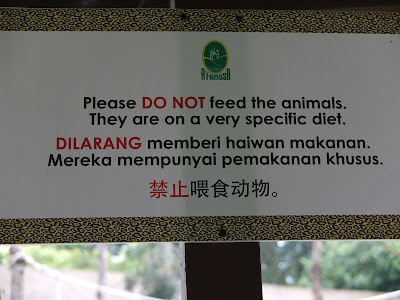 A'Famosa
Please DO NOT feed the animals.
They are on a very specific diet.
DILARANG memberi haiwan makanan.
Mereka mempunyai pemakanan khusus.
禁止喂食动物。